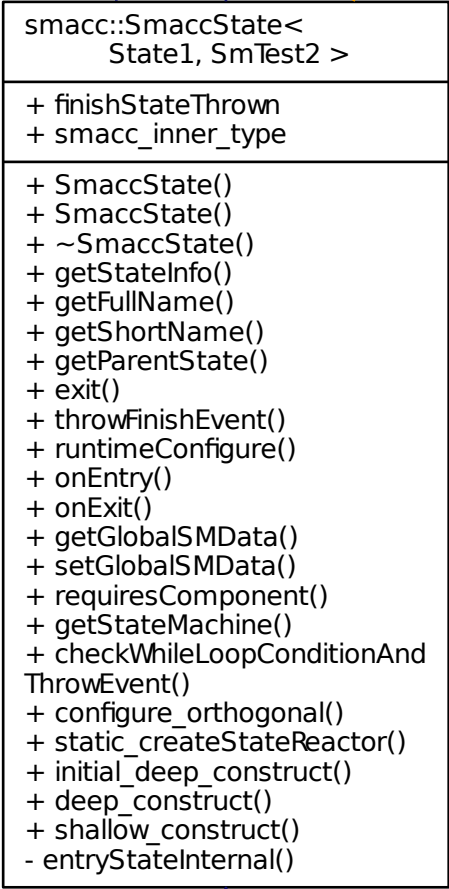 smacc::SmaccState<
State1, SmTest2 >
+ finishStateThrown
+ smacc_inner_type
+ SmaccState()
+ SmaccState()
+ ~SmaccState()
+ getStateInfo()
+ getFullName()
+ getShortName()
+ getParentState()
+ exit()
+ throwFinishEvent()
+ runtimeConfigure()
+ onEntry()
+ onExit()
+ getGlobalSMData()
+ setGlobalSMData()
+ requiresComponent()
+ getStateMachine()
+ checkWhileLoopConditionAnd
ThrowEvent()
+ configure_orthogonal()
+ static_createStateReactor()
+ initial_deep_construct()
+ deep_construct()
+ shallow_construct()
- entryStateInternal()